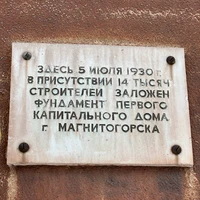 ЗДЕСЬ 5 ИЮЛЯ 1930 г.
В ПРИСУТСТВИИ 14 ТЫСЯЧ
СТРОИТЕЛЕЙ ЗАЛОЖЕН
ФУНДАМЕНТ ПЕРВОГО
КАПИТАЛЬНОГО ДОМА
г. МАГНИТОГОРСКА